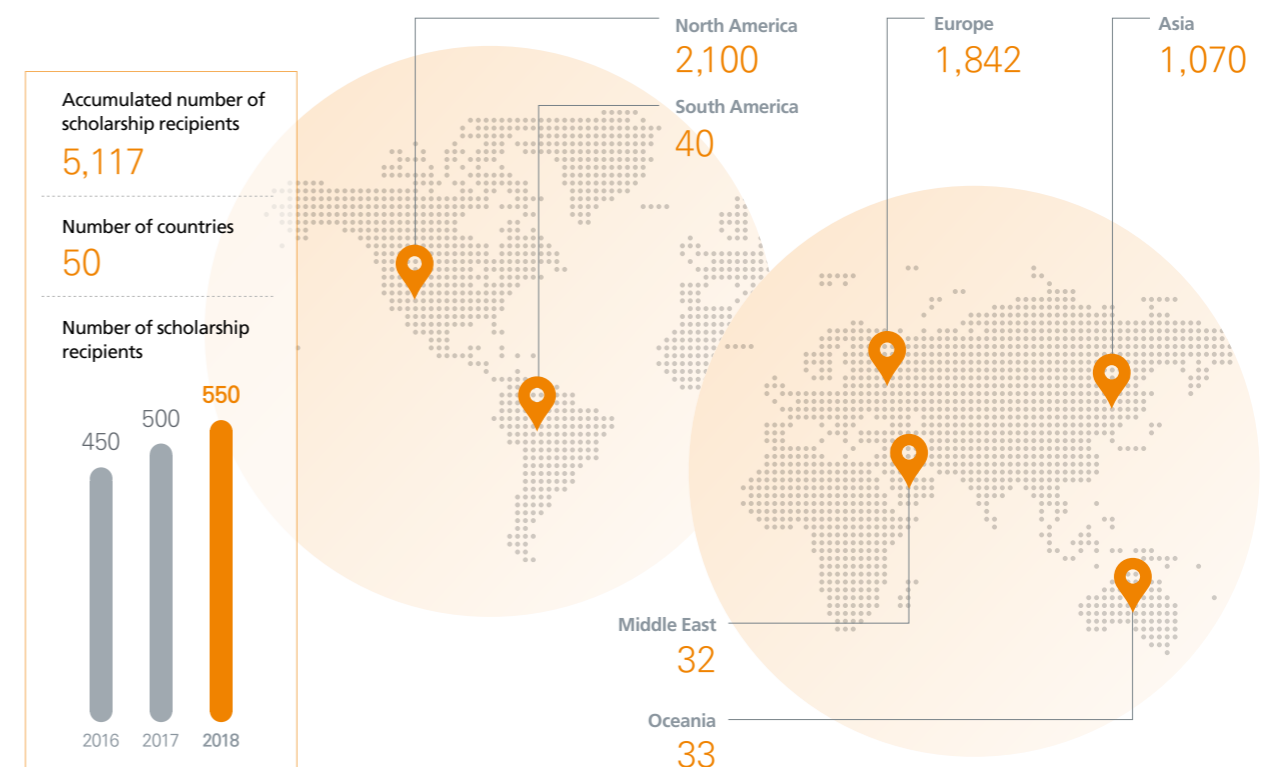 Accumulated number of
scholarship recipients
5,117
Number of countries
50
Number of scholarship
recipients
450
500
550
2016
2017
2018
North America
2,100
South America
40
Europe
1,842
Asia
1,070
Middle East
32
Oceania
33